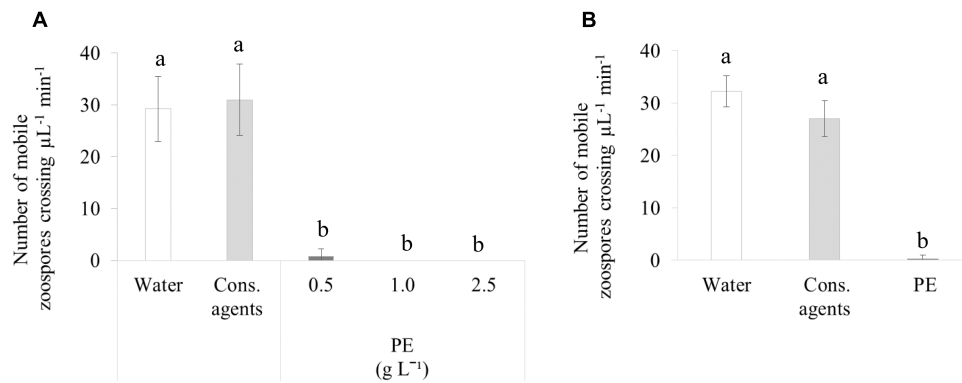 A
Number of mobile
zoospores crossing µL⁻¹ min⁻¹
40
30
20
10
0
a
a
b
b
b
Water
Cons.
agents
0.5
1.0
2.5
PE
(g L⁻¹)
B
Number of mobile
zoospores crossing µL⁻¹ min⁻¹
40
30
20
10
0
a
a
b
Water
Cons.
agents
PE